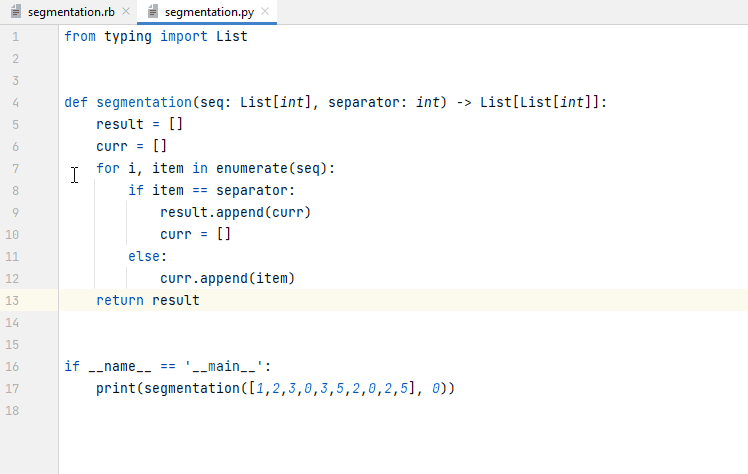 segmentation.rb segmentation.py
1 from typing import List
2
3
4 def segmentation(seq: List[int], separator: int) -> List[List[int]]:
5     result = []
6     curr = []
7     for i, item in enumerate(seq):
8         if item == separator:
9             result.append(curr)
10             curr = []
11         else:
12             curr.append(item)
13     return result
14
15
16 if __name__ == '__main__':
17     print(segmentation([1,2,3,0,3,5,2,0,2,5], 0))
18